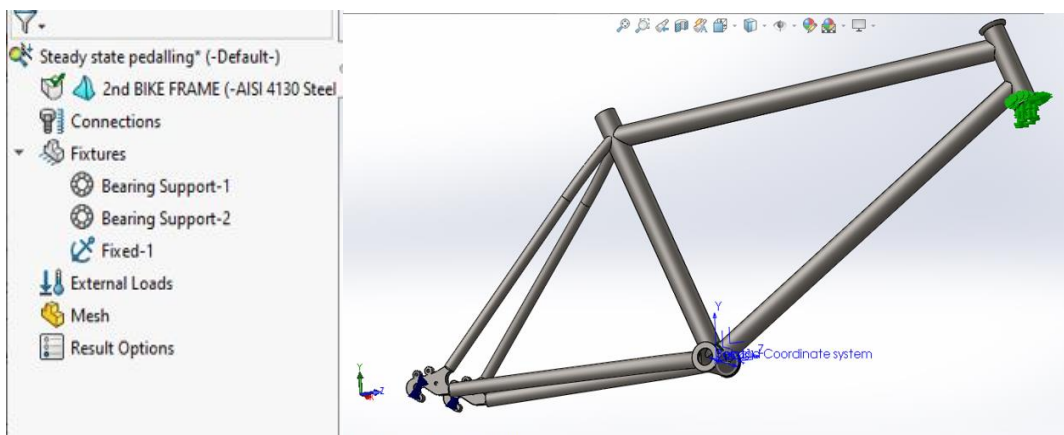 Steady state pedalling* (-Default-)
2nd BIKE FRAME (-AISI 4130 Steel
Connections
Fixtures
Bearing Support-1
Bearing Support-2
Fixed-1
External Loads
Mesh
Result Options
Y
Z
Coordinate system
Y
Z